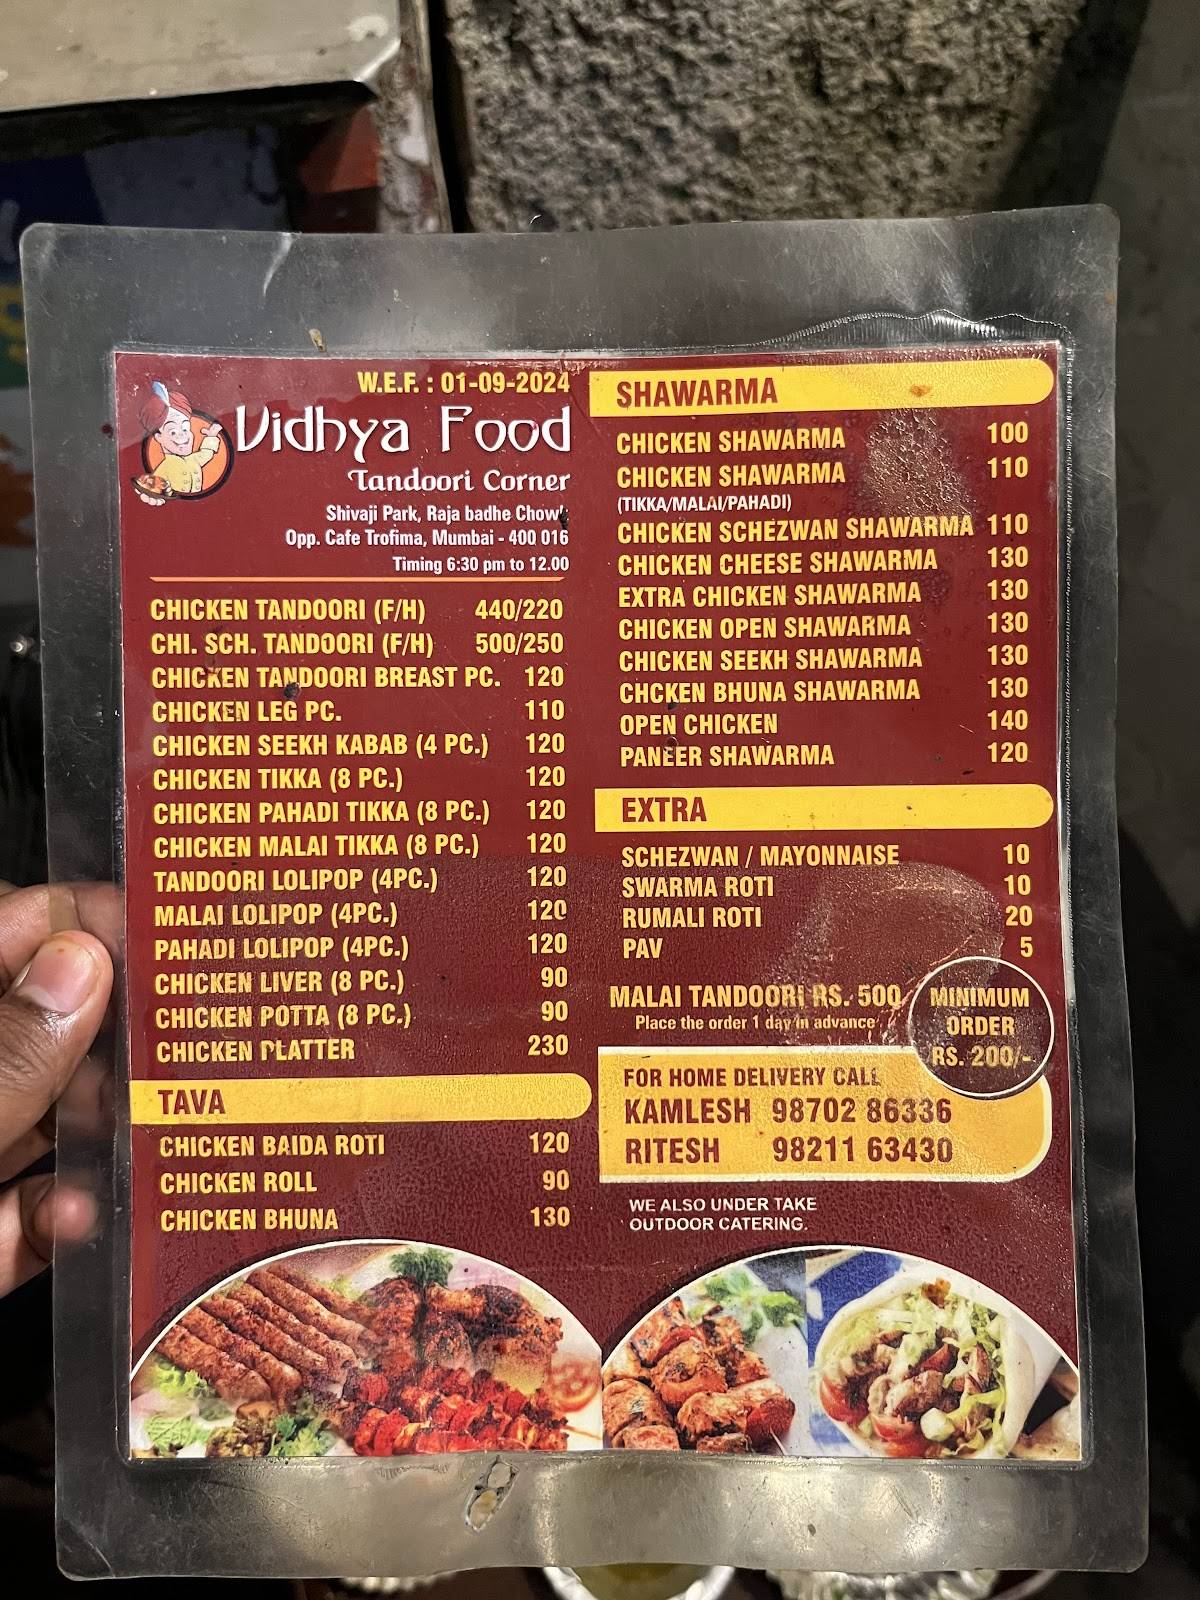 W.E.F. : 01-09-2024
Vidhya Food
Tandoori Corner
Shivaji Park, Raja badhe Chowk
Opp. Cafe Trofima, Mumbai - 400 016
Timing 6:30 pm to 12.00
CHICKEN TANDOORI (F/H) 440/220
CHI. SCH. TANDOORI (F/H) 500/250
CHICKEN TANDOORI BREAST PC. 120
CHICKEN LEG PC. 110
CHICKEN SEEKH KABAB (4 PC.) 120
CHICKEN TIKKA (8 PC.) 120
CHICKEN PAHADI TIKKA (8 PC.) 120
CHICKEN MALAI TIKKA (8 PC.) 120
TANDOORI LOLIPOP (4PC.) 120
MALAI LOLIPOP (4PC.) 120
PAHADI LOLIPOP (4PC.) 120
CHICKEN LIVER (8 PC.) 90
CHICKEN POTTA (8 PC.) 90
CHICKEN PLATTER 230
TAVA
CHICKEN BAIDA ROTI 120
CHICKEN ROLL 90
CHICKEN BHUNA 130
SHAWARMA
CHICKEN SHAWARMA 100
CHICKEN SHAWARMA 110
(TIKKA/MALAI/PAHADI)
CHICKEN SCHEZWAN SHAWARMA 110
CHICKEN CHEESE SHAWARMA 130
EXTRA CHICKEN SHAWARMA 130
CHICKEN OPEN SHAWARMA 130
CHICKEN SEEKH SHAWARMA 130
CHCKEN BHUNA SHAWARMA 130
OPEN CHICKEN 140
PANEER SHAWARMA 120
EXTRA
SCHEZWAN / MAYONNAISE 10
SWARMA ROTI 10
RUMALI ROTI 20
PAV 5
MALAI TANDOORI RS. 500
Place the order 1 day in advance
MINIMUM
ORDER
RS. 200/-
FOR HOME DELIVERY CALL
KAMLESH 98702 86336
RITESH 98211 63430
WE ALSO UNDER TAKE
OUTDOOR CATERING.